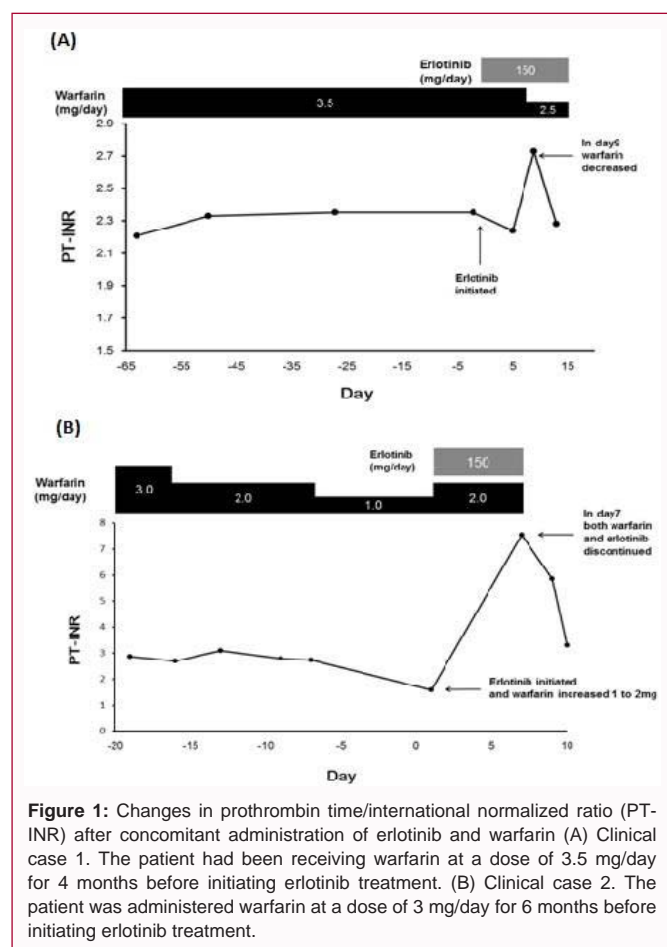 (A)
Erlotinib
(mg/day)
150
Warfarin
(mg/day)
3.5
2.5
2.9
2.7
2.5
2.3
2.1
1.9
1.7
1.5
PT-INR
In day9
warfarin
decreased
Erlotinib
initiated
-65
-55
-45
-35
-25
-15
-5
5
15
Day
(B)
Erlotinib
(mg/day)
150
Warfarin
(mg/day)
3.0
2.0
1.0
2.0
8
7
6
5
4
3
2
1
0
PT-INR
In day7
both warfarin
and erlotinib
discontinued
Erlotinib initiated
and warfarin increased 1 to 2mg
-20
-15
-10
-5
0
5
10
Day
Figure 1: Changes in prothrombin time/international normalized ratio (PT-
INR) after concomitant administration of erlotinib and warfarin (A) Clinical
case 1. The patient had been receiving warfarin at a dose of 3.5 mg/day
for 4 months before initiating erlotinib treatment. (B) Clinical case 2. The
patient was administered warfarin at a dose of 3 mg/day for 6 months before
initiating erlotinib treatment.